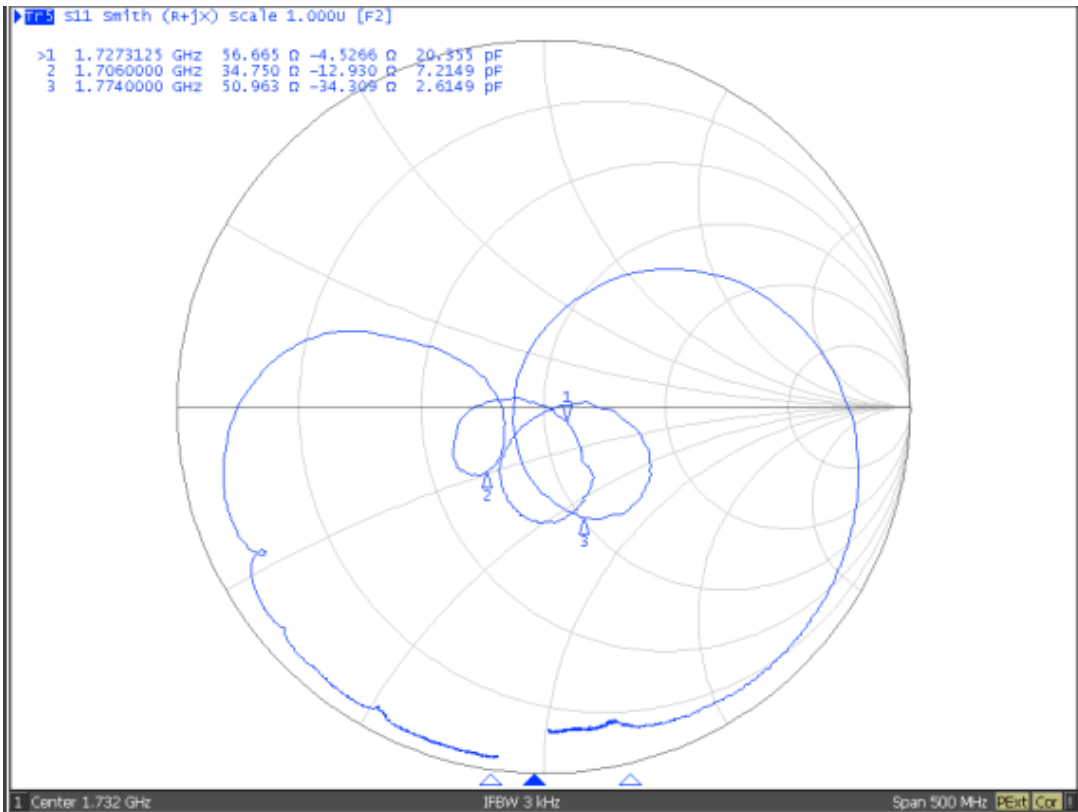 Tr5 S11 Smith (R+jX) Scale 1.000U [F2]
>1 1.7273125 GHz 56.665 Ω -4.5266 Ω 20.355 pF
2 1.7060000 GHz 34.750 Ω -12.930 Ω 7.2149 pF
3 1.7740000 GHz 50.963 Ω -34.309 Ω 2.6149 pF
1
2
3
1 Center 1.732 GHz IFBW 3 kHz Span 500 MHz PExt Cor